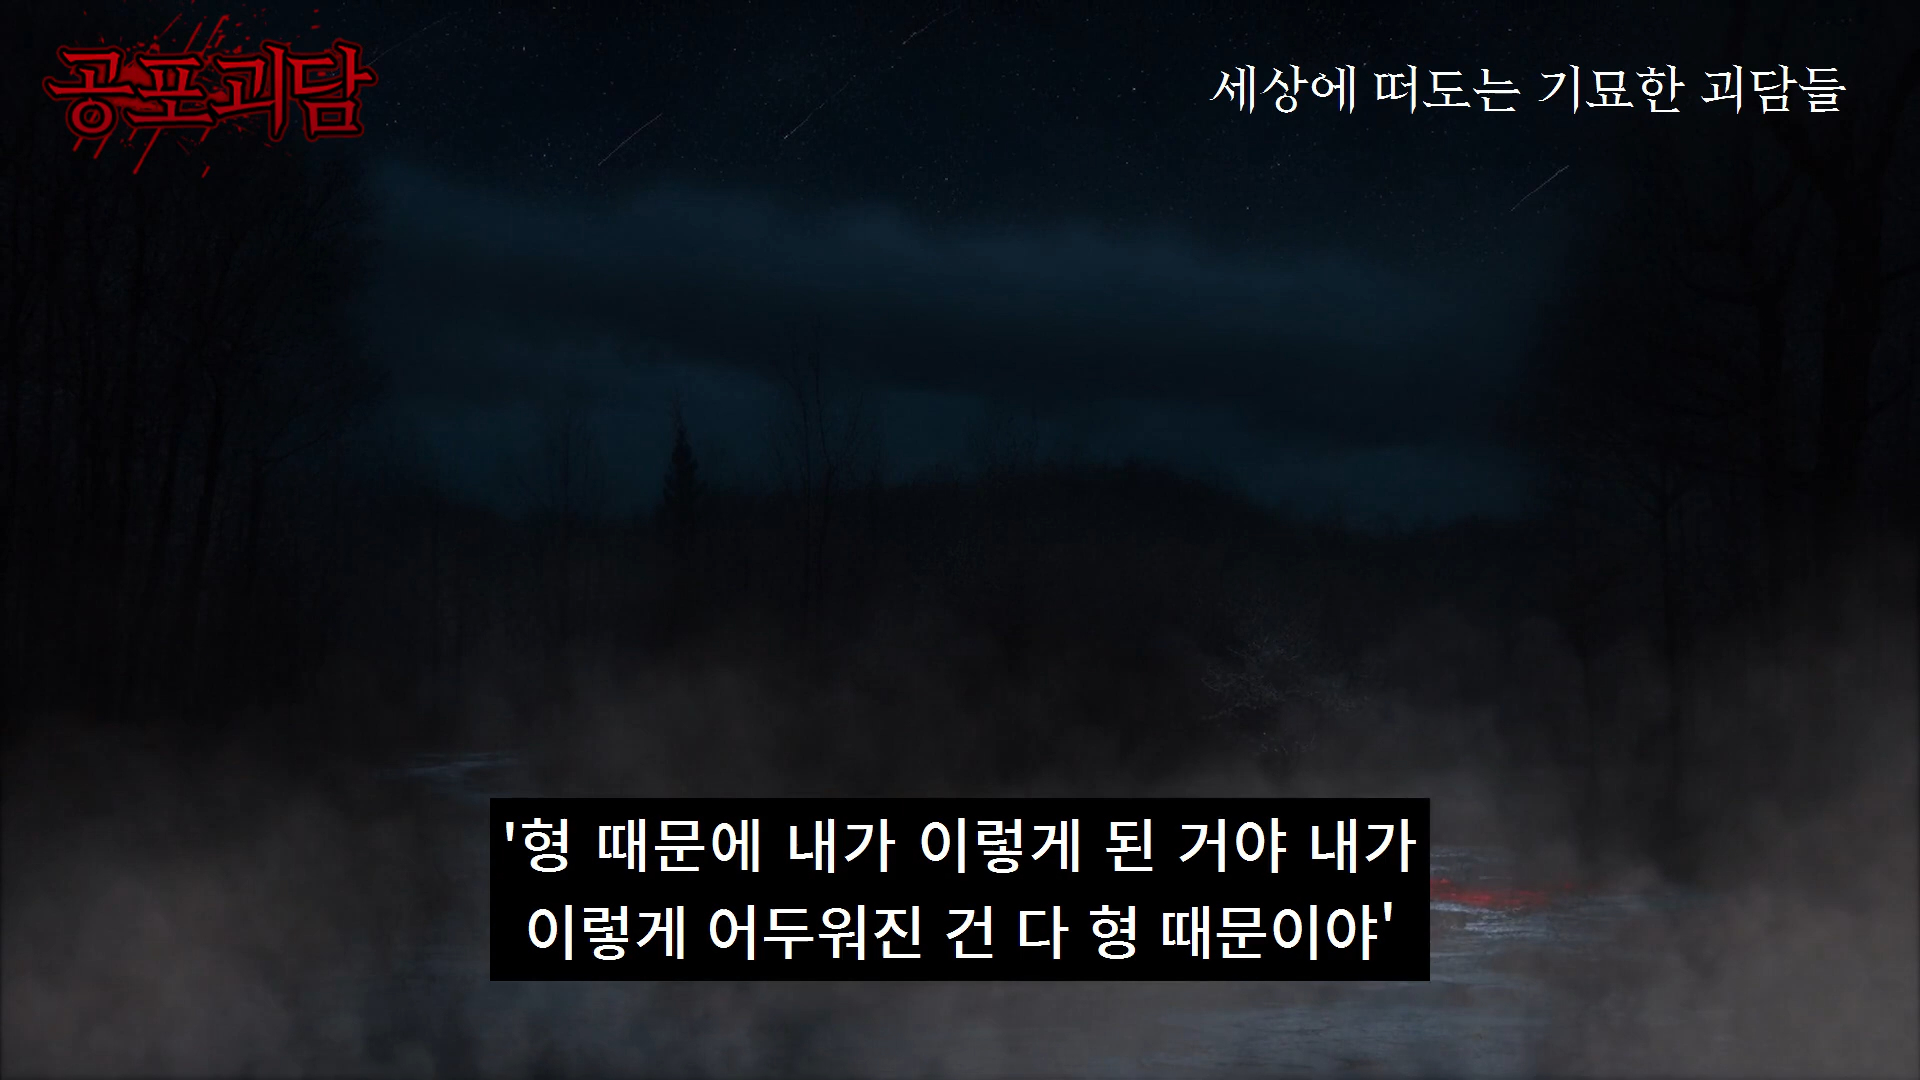 공포괴담
세상에 떠도는 기묘한 괴담들
'형 때문에 내가 이렇게 된 거야 내가
이렇게 어두워진 건 다 형 때문이야'